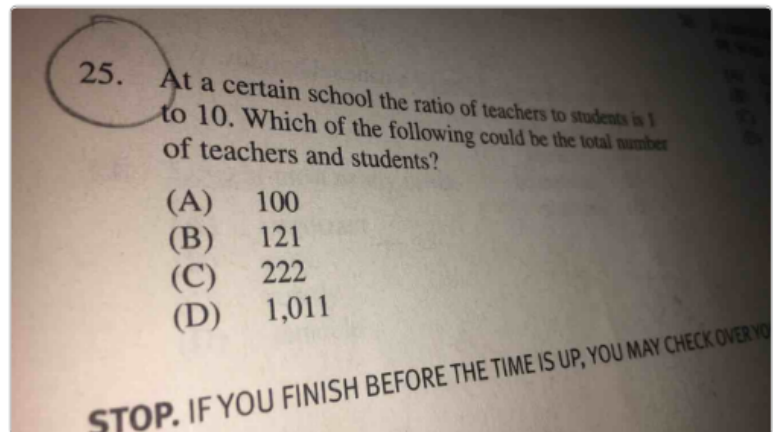 25. At a certain school the ratio of teachers to students is 1
to 10. Which of the following could be the total number
of teachers and students?
(A) 100
(B) 121
(C) 222
(D) 1,011
STOP. IF YOU FINISH BEFORE THE TIME IS UP, YOU MAY CHECK OVER